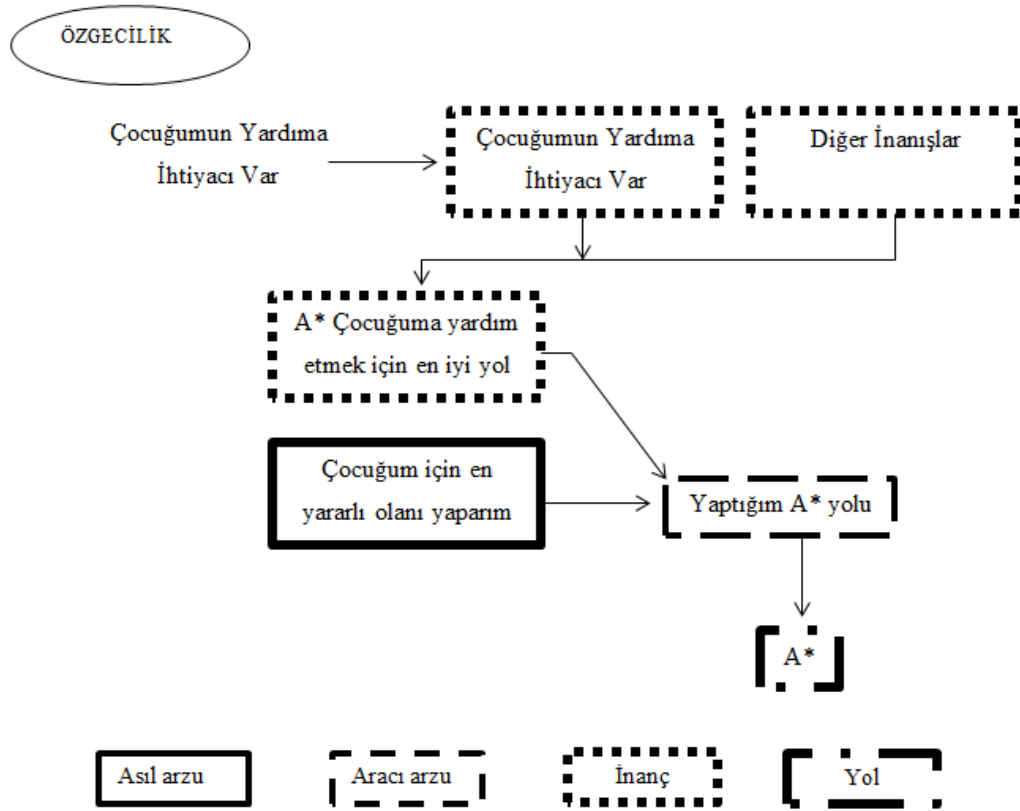 ÖZGECİLİK
Çocuğumun Yardıma
İhtiyacı Var
Çocuğumun Yardıma
İhtiyacı Var
Diğer İnanışlar
A* Çocuğuma yardım
etmek için en iyi yol
Çocuğum için en
yararlı olanı yaparım
Yaptığım A* yolu
A*
Asıl arzu
Aracı arzu
İnanç
Yol